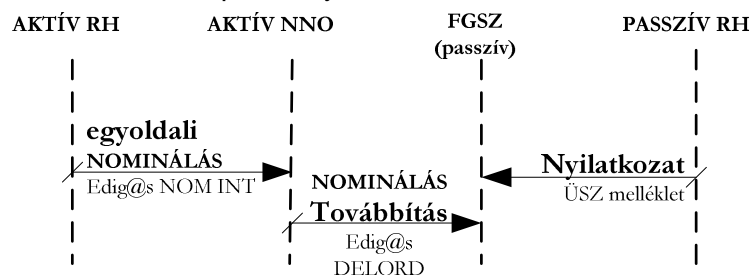 AKTÍV RH
AKTÍV NNO
FGSZ
(passzív)
PASSZÍV RH
egyoldali
NOMINÁLÁS
Edig@s NOM INT
NOMINÁLÁS
Továbbítás
Edig@s
DELORD
Nyilatkozat
ÜSZ melléklet